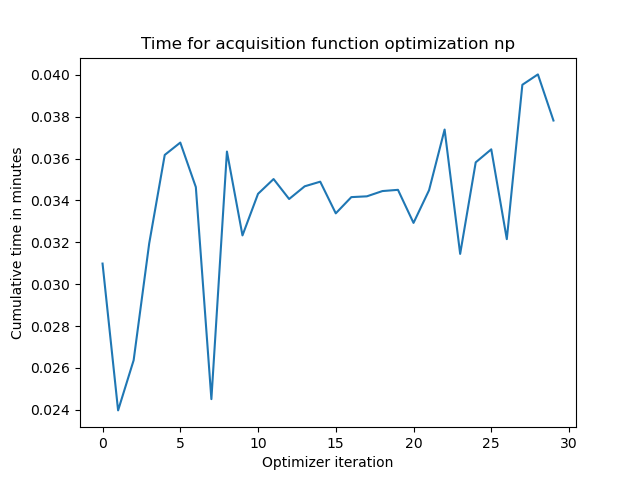 Time for acquisition function optimization np
0.040
0.038
0.036
0.034
0.032
0.030
0.028
0.026
0.024
Cumulative time in minutes
0 5 10 15 20 25 30
Optimizer iteration